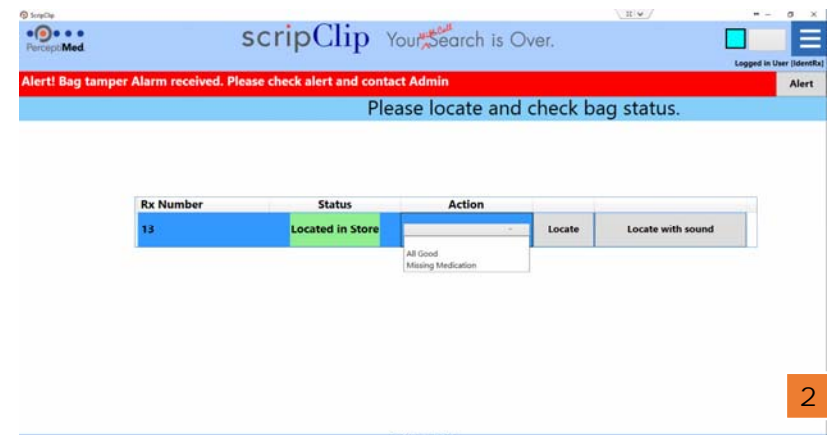 ScripClip
PerceptiMed
scripClip Your Will Call Search is Over.
Logged in User [IdentRx]
Alert! Bag tamper Alarm received. Please check alert and contact Admin
Alert
Please locate and check bag status.
Rx Number Status Action
13 Located in Store Locate Locate with sound
All Good
Missing Medication
2